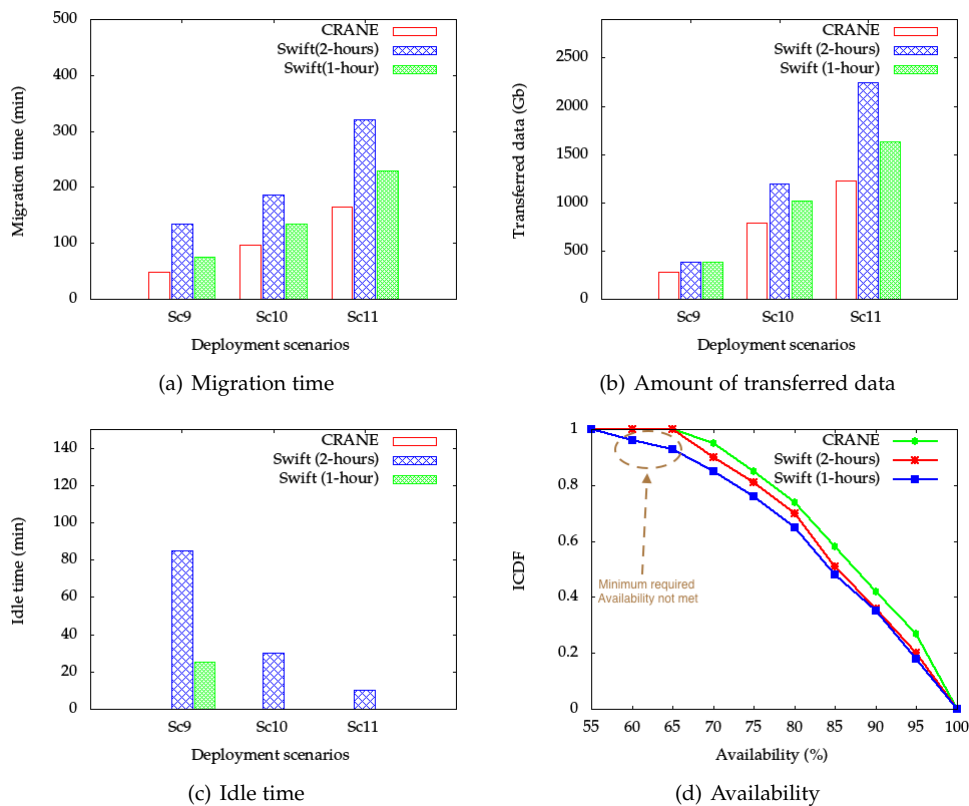 500
400
300
200
100
0
Migration time (min)
CRANE
Swift(2-hours)
Swift(1-hour)
Sc9 Sc10 Sc11
Deployment scenarios
(a) Migration time
2500
2000
1500
1000
500
0
Transferred data (Gb)
CRANE
Swift (2-hours)
Swift (1-hour)
Sc9 Sc10 Sc11
Deployment scenarios
(b) Amount of transferred data
140
120
100
80
60
40
20
0
Idle time (min)
CRANE
Swift (2-hours)
Swift (1-hour)
Sc9 Sc10 Sc11
Deployment scenarios
(c) Idle time
1
0.8
0.6
0.4
0.2
0
ICDF
CRANE
Swift (2-hours)
Swift (1-hours)
Minimum required
Availability not met
55 60 65 70 75 80 85 90 95 100
Availability (%)
(d) Availability